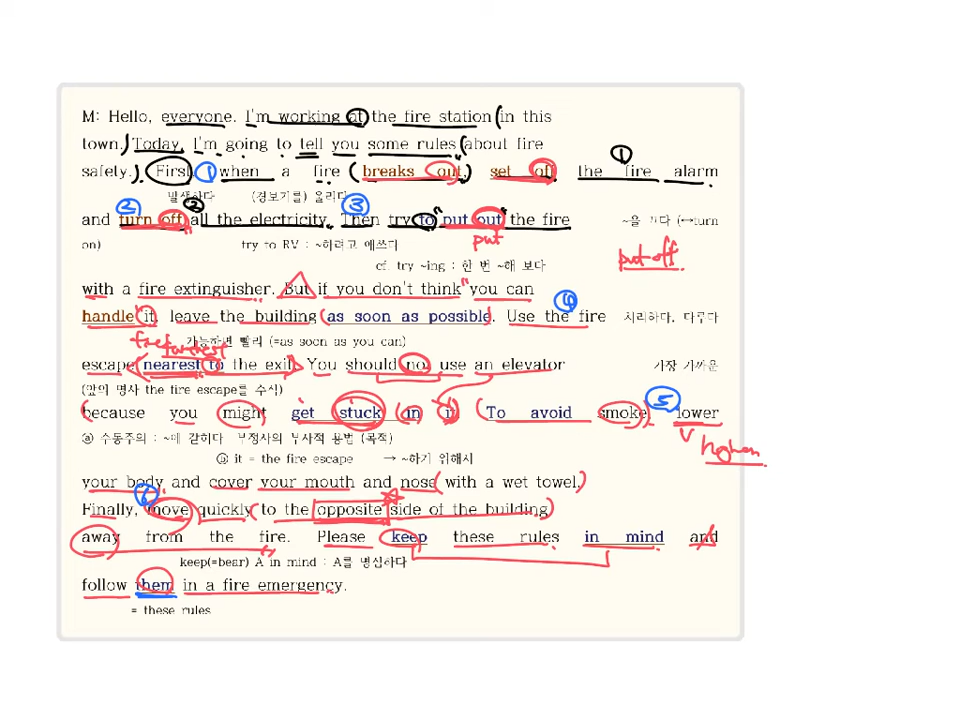 M: Hello, everyone. I'm working at the fire station in this
town. Today, I'm going to tell you some rules about fire
safety. First, when a fire breaks out, set off the fire alarm
발생하다 (경보기를) 울리다
and turn off all the electricity. Then try to put out the fire ~을 끄다 (↔turn
put
on) try to RV : ~하려고 애쓰다
put off
cf. try ~ing : 한 번 ~해 보다
with a fire extinguisher. But if you don't think you can
handle it, leave the building as soon as possible. Use the fire 처리하다, 다루다
가능하면 빨리 (=as soon as you can)
farthest
escape nearest to the exit. You should not use an elevator 가장 가까운
(앞의 명사 the fire escape를 수식)
because you might get stuck in it. To avoid smoke, lower
ⓐ 수동주의 : ~에 갇히다 부정사의 부사적 용법 (목적)
ⓑ it = the fire escape → ~하기 위해서
your body and cover your mouth and nose with a wet towel.
Finally, move quickly to the opposite side of the building
away from the fire. Please keep these rules in mind and
keep(=bear) A in mind : A를 명심하다
follow them in a fire emergency.
= these rules